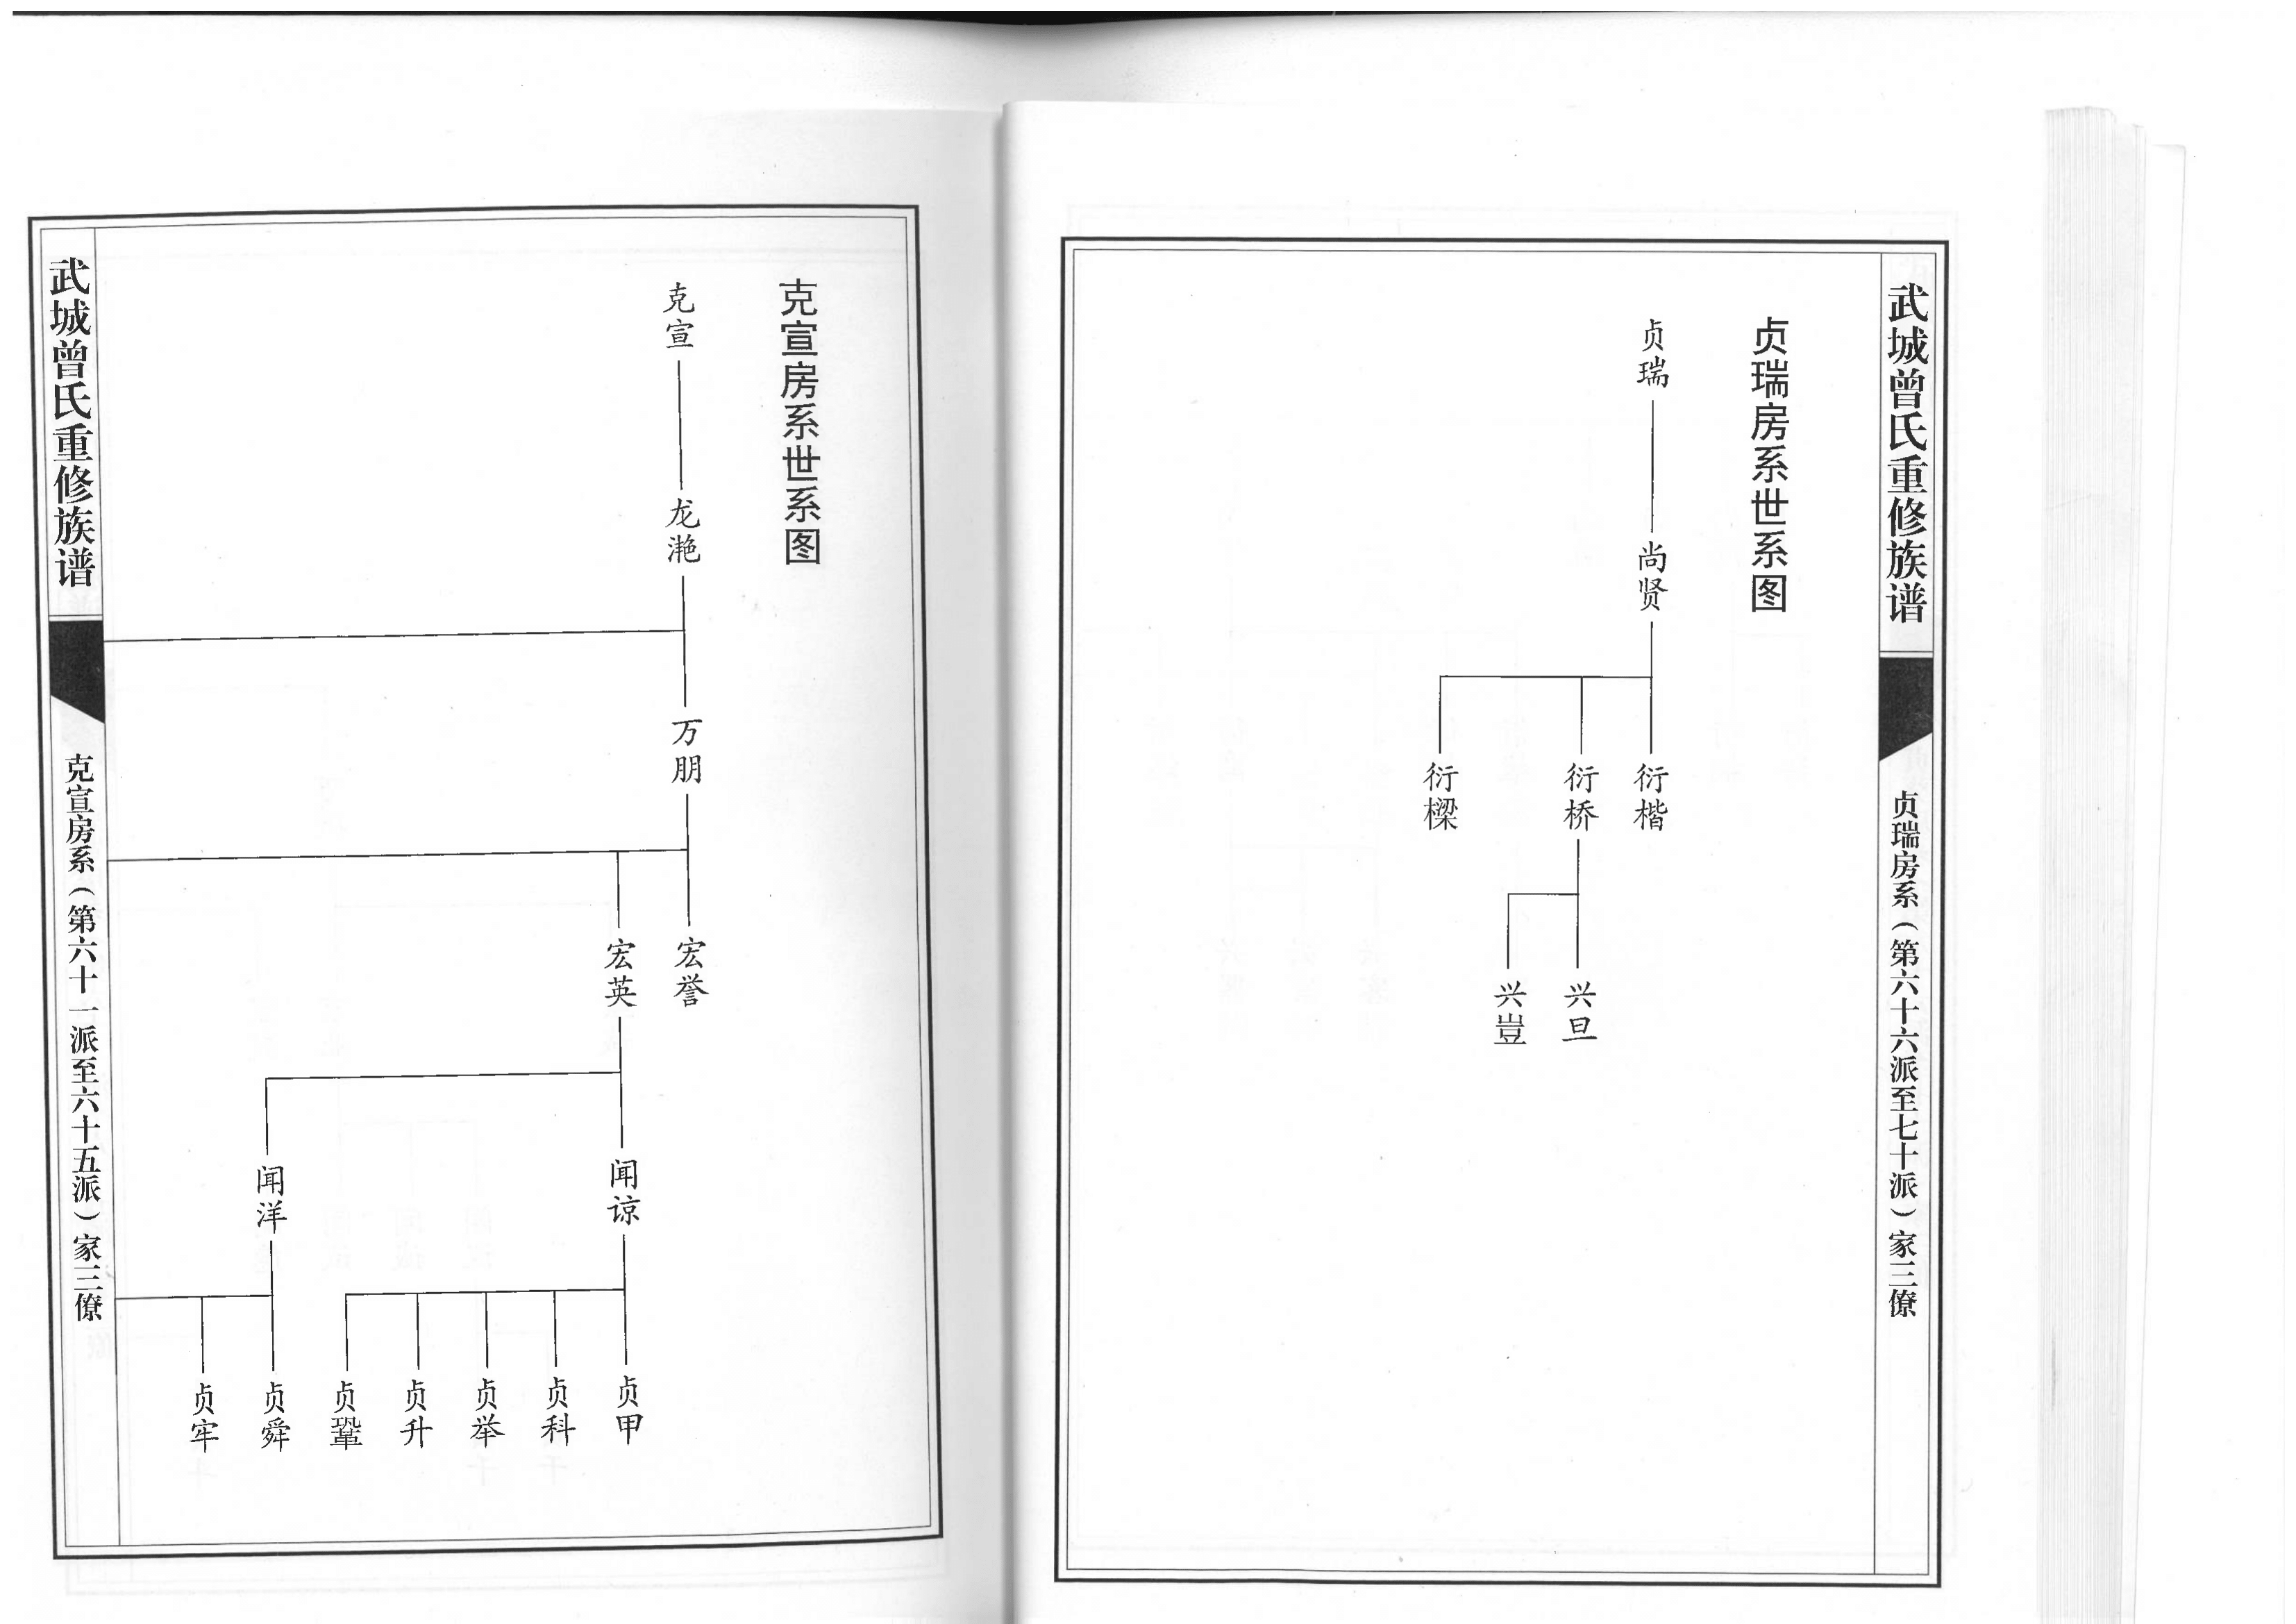 武城曾氏重修族谱
贞瑞房系（第六十六派至七十派）家三僚
贞瑞房系世系图
贞瑞
尚贤
衍楷
衍桥
衍樑
兴旦
兴豈
克宣房系世系图
克宣
龙滟
万朋
宏誉
宏英
闻谅
闻洋
贞甲
贞科
贞举
贞升
贞鞏
贞舜
贞牢
武城曾氏重修族谱
克宣房系（第六十一派至六十五派）家三僚